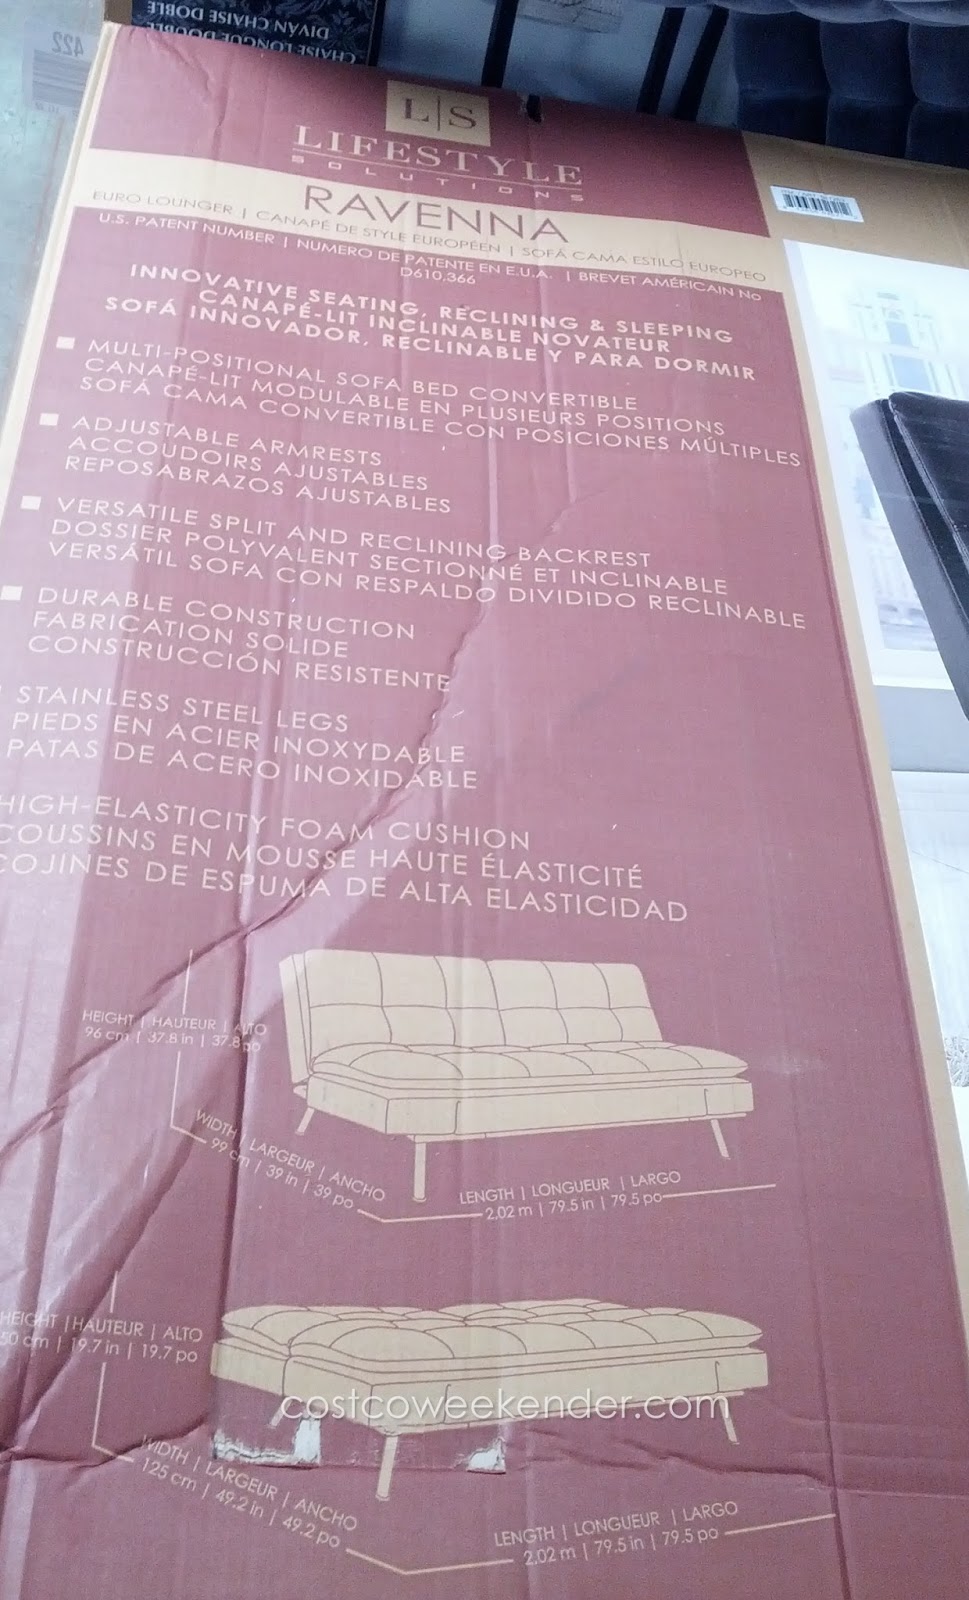 CHAISE LONGUE DOUBLE
DIVÁN CHAISE DOBLE
422
L|S
LIFESTYLE
SOLUTIONS
RAVENNA
EURO LOUNGER | CANAPÉ DE STYLE EUROPÉEN | SOFÁ CAMA ESTILO EUROPEO
U.S. PATENT NUMBER | NUMERO DE PATENTE EN E.U.A. | BREVET AMÉRICAIN No
D610,366
INNOVATIVE SEATING, RECLINING & SLEEPING
CANAPÉ-LIT INCLINABLE NOVATEUR
SOFÁ INNOVADOR, RECLINABLE Y PARA DORMIR
MULTI-POSITIONAL SOFA BED CONVERTIBLE
CANAPÉ-LIT MODULABLE EN PLUSIEURS POSITIONS
SOFÁ CAMA CONVERTIBLE CON POSICIONES MÚLTIPLES
ADJUSTABLE ARMRESTS
ACCOUDOIRS AJUSTABLES
REPOSABRAZOS AJUSTABLES
VERSATILE SPLIT AND RECLINING BACKREST
DOSSIER POLYVALENT SECTIONNÉ ET INCLINABLE
VERSÁTIL SOFA CON RESPALDO DIVIDIDO RECLINABLE
DURABLE CONSTRUCTION
FABRICATION SOLIDE
CONSTRUCCIÓN RESISTENTE
STAINLESS STEEL LEGS
PIEDS EN ACIER INOXYDABLE
PATAS DE ACERO INOXIDABLE
HIGH-ELASTICITY FOAM CUSHION
COUSSINS EN MOUSSE HAUTE ÉLASTICITÉ
COJINES DE ESPUMA DE ALTA ELASTICIDAD
HEIGHT | HAUTEUR | ALTO
96 cm | 37.8 in | 37.8 po
WIDTH | LARGEUR | ANCHO
99 cm | 39 in | 39 po
LENGTH | LONGUEUR | LARGO
2.02 m | 79.5 in | 79.5 po
HEIGHT | HAUTEUR | ALTO
50 cm | 19.7 in | 19.7 po
costcoweekender.com
WIDTH | LARGEUR | ANCHO
125 cm | 49.2 in | 49.2 po
LENGTH | LONGUEUR | LARGO
2.02 m | 79.5 in | 79.5 po